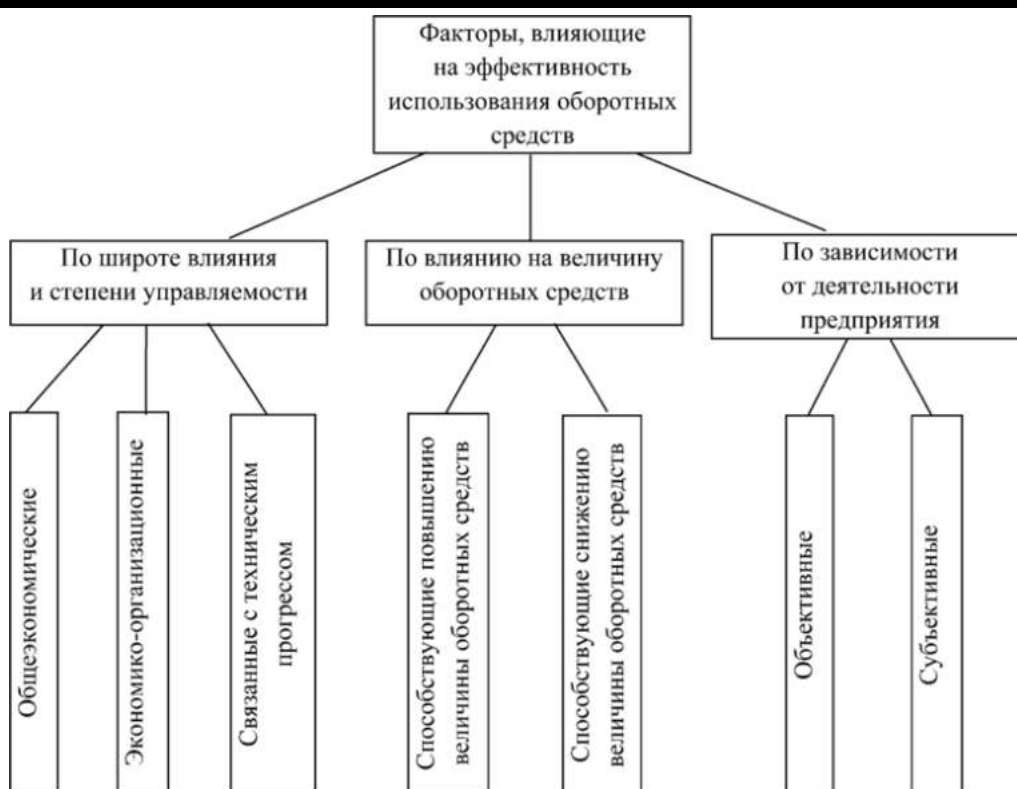 Факторы, влияющие
на эффективность
использования оборотных
средств
По широте влияния
и степени управляемости
По влиянию на величину
оборотных средств
По зависимости
от деятельности
предприятия
Общеэкономические
Экономико-организационные
Связанные с техническим
прогрессом
Способствующие повышению
величины оборотных средств
Способствующие снижению
величины оборотных средств
Объективные
Субъективные